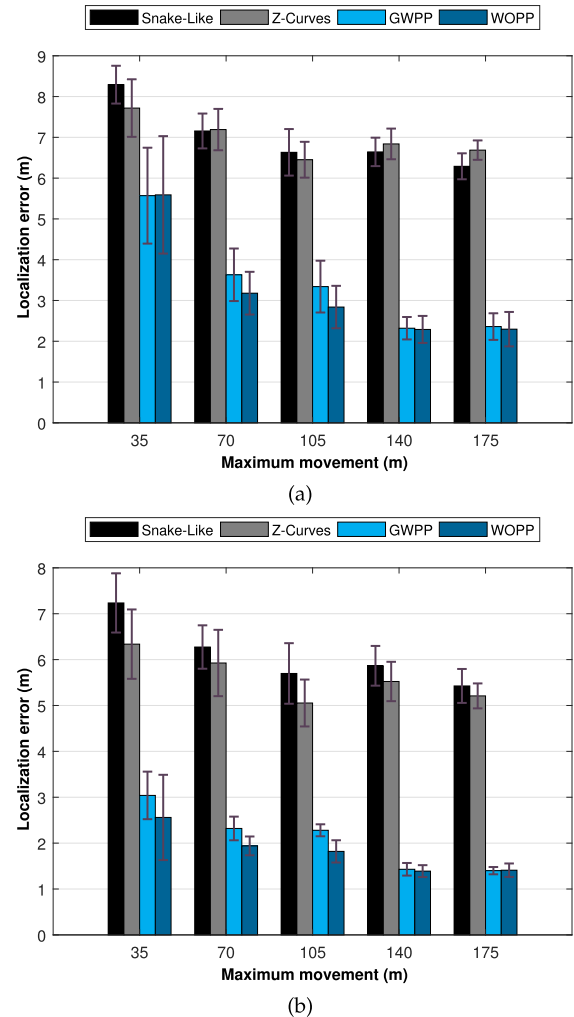 Snake-Like Z-Curves GWPP WOPP
9
8
7
6
5
4
3
2
1
0
Localization error (m)
35 70 105 140 175
Maximum movement (m)
(a)
Snake-Like Z-Curves GWPP WOPP
8
7
6
5
4
3
2
1
0
Localization error (m)
35 70 105 140 175
Maximum movement (m)
(b)